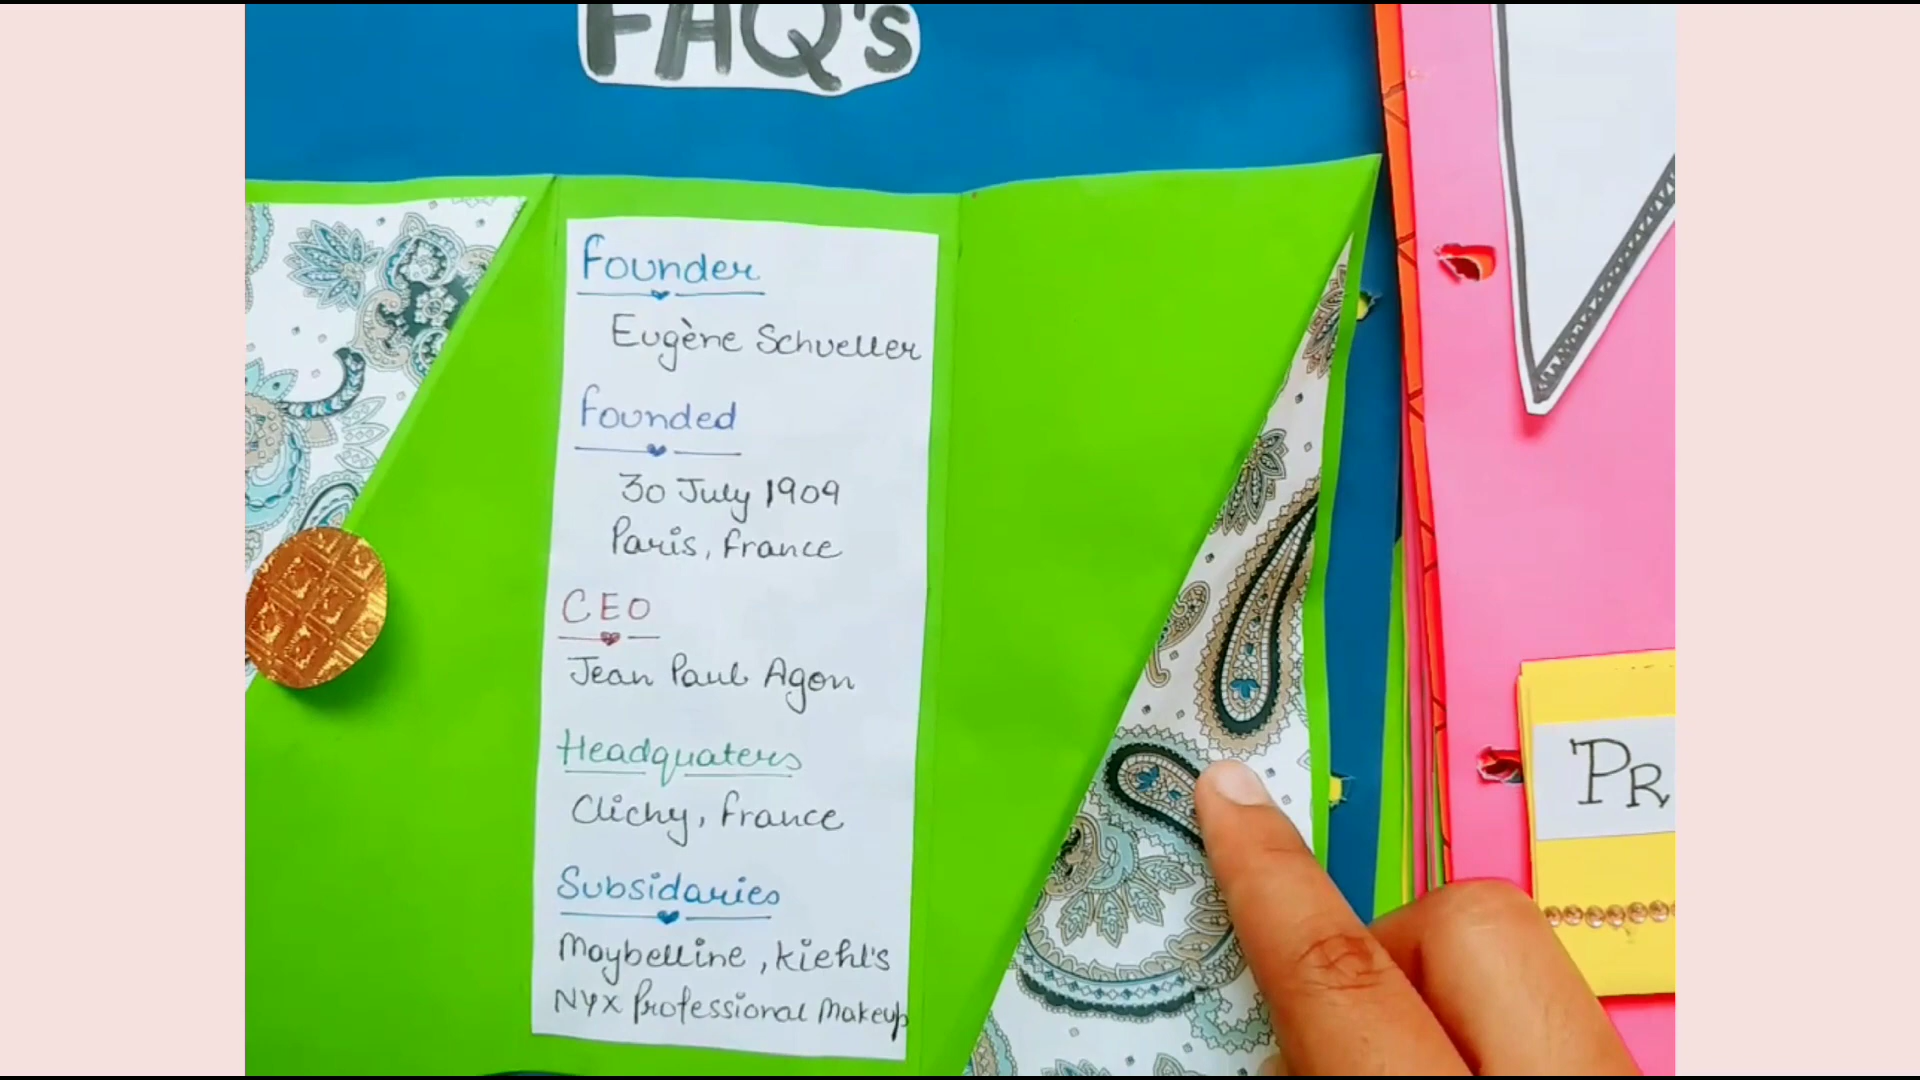 FAQ's
Founder
Eugène Schueller
Founded
30 July 1909
Paris, France
CEO
Jean Paul Agon
Headquaters
Clichy, France
Subsidaries
Maybelline, Kiehl's
NYX Professional Makeup
PR